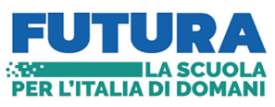 FUTURA
LA SCUOLA
PER L'ITALIA DI DOMANI